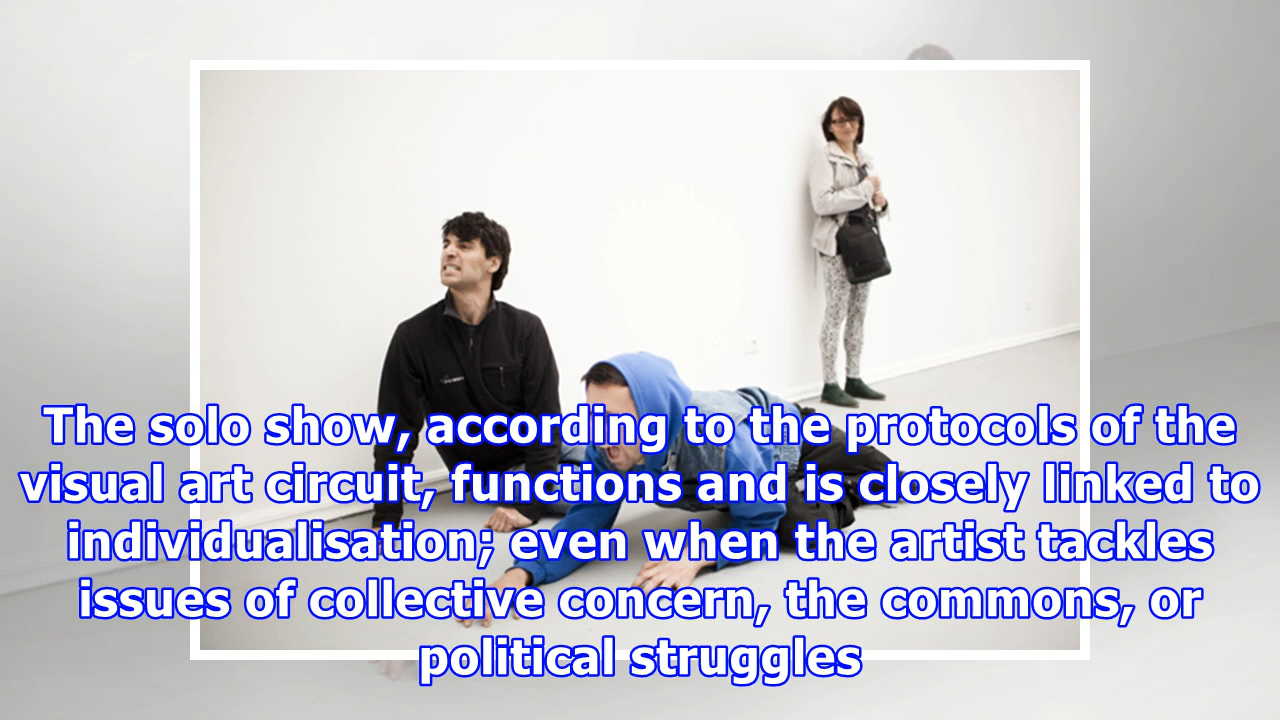 The solo show, according to the protocols of the
visual art circuit, functions and is closely linked to
individualisation; even when the artist tackles
issues of collective concern, the commons, or
political struggles